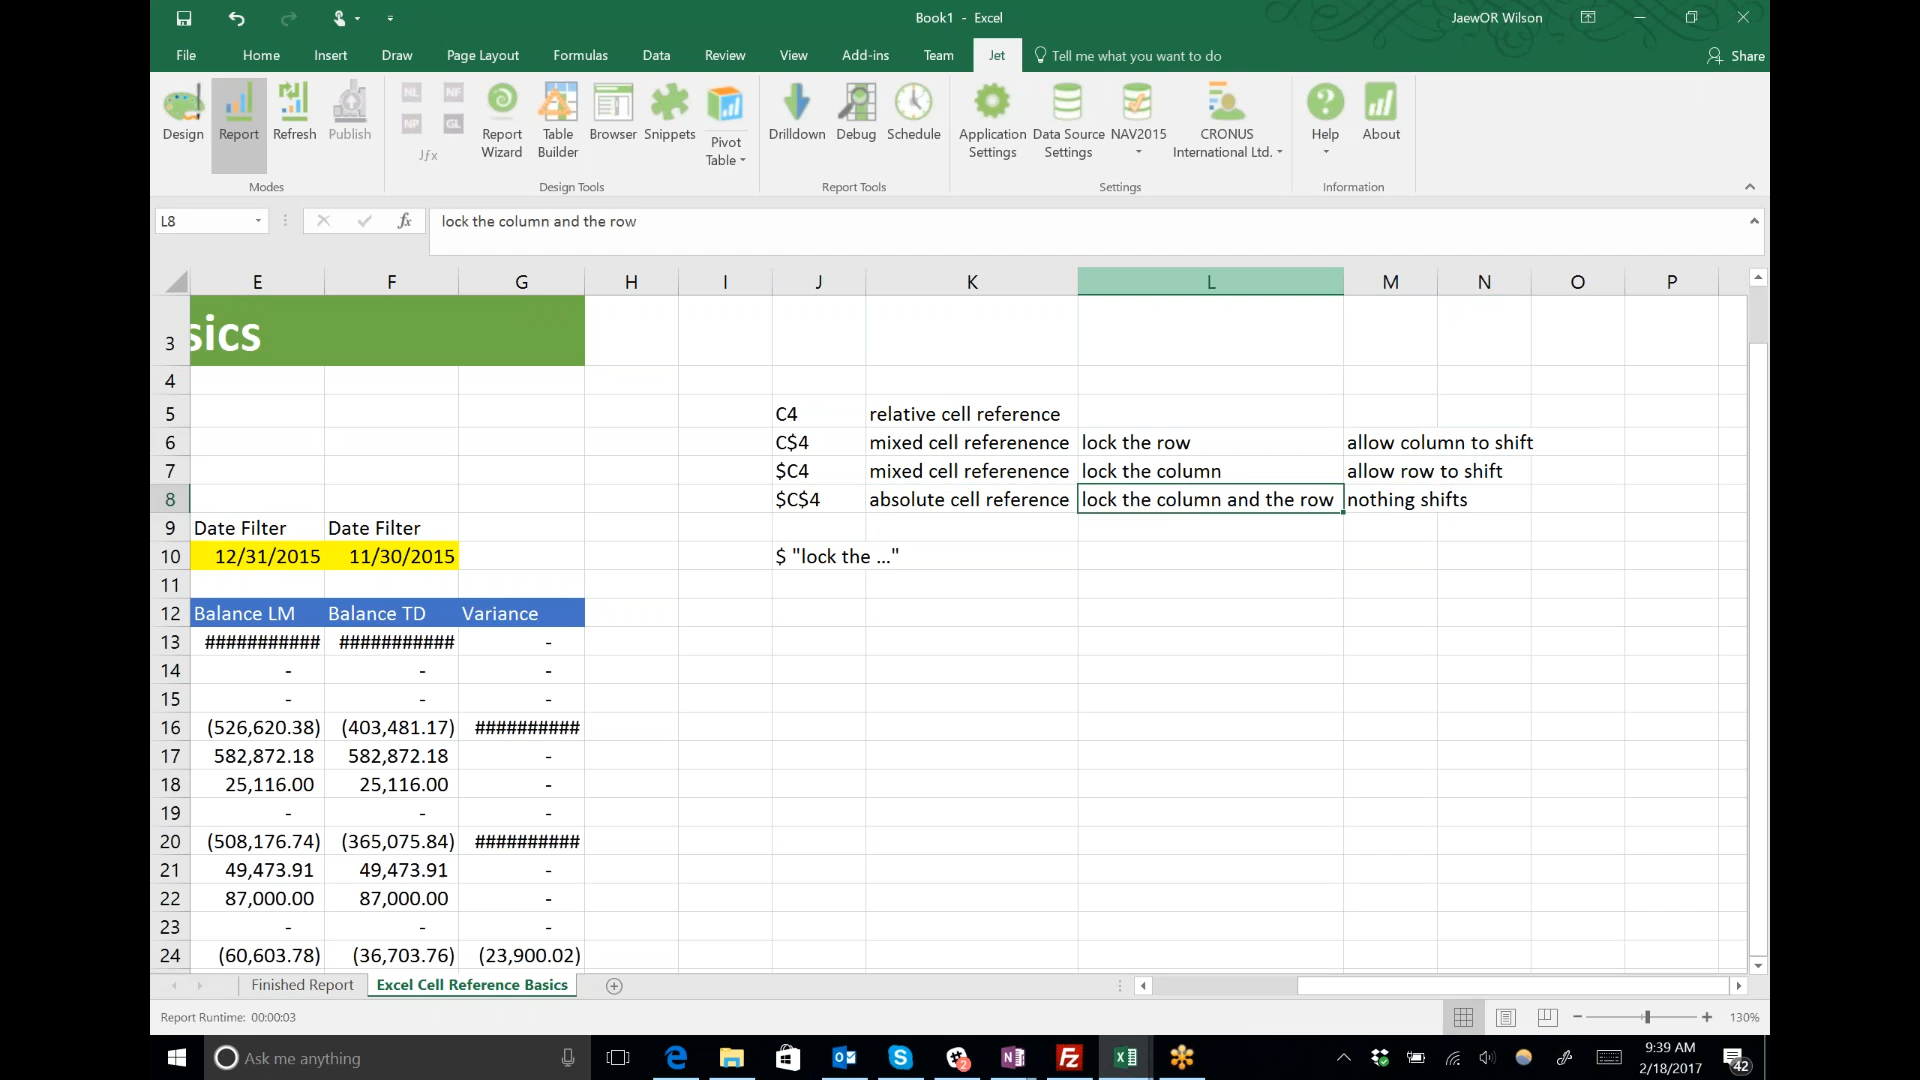 Book1 - Excel
JaewOR Wilson
File Home Insert Draw Page Layout Formulas Data Review View Add-ins Team Jet Tell me what you want to do Share
Design Report Refresh Publish
NL NF
NP GL
Jfx
Report Wizard
Table Builder
Browser Snippets
Pivot Table
Drilldown Debug Schedule
Application Settings
Data Source Settings
NAV2015
CRONUS International Ltd.
Help About
Modes Design Tools Report Tools Settings Information
L8 fx lock the column and the row
E F G H I J K L M N O P
3 sics
4
5 C4 relative cell reference
6 C$4 mixed cell referenence lock the row allow column to shift
7 $C4 mixed cell referenence lock the column allow row to shift
8 $C$4 absolute cell reference lock the column and the row nothing shifts
9 Date Filter Date Filter
10 12/31/2015 11/30/2015 $ "lock the ..."
11
12 Balance LM Balance TD Variance
13 ########### ########### -
14 - - -
15 - - -
16 (526,620.38) (403,481.17) ##########
17 582,872.18 582,872.18 -
18 25,116.00 25,116.00 -
19 - - -
20 (508,176.74) (365,075.84) ##########
21 49,473.91 49,473.91 -
22 87,000.00 87,000.00 -
23 - - -
24 (60,603.78) (36,703.76) (23,900.02)
Finished Report Excel Cell Reference Basics
Report Runtime: 00:00:03
130%
Ask me anything
9:39 AM
2/18/2017
42